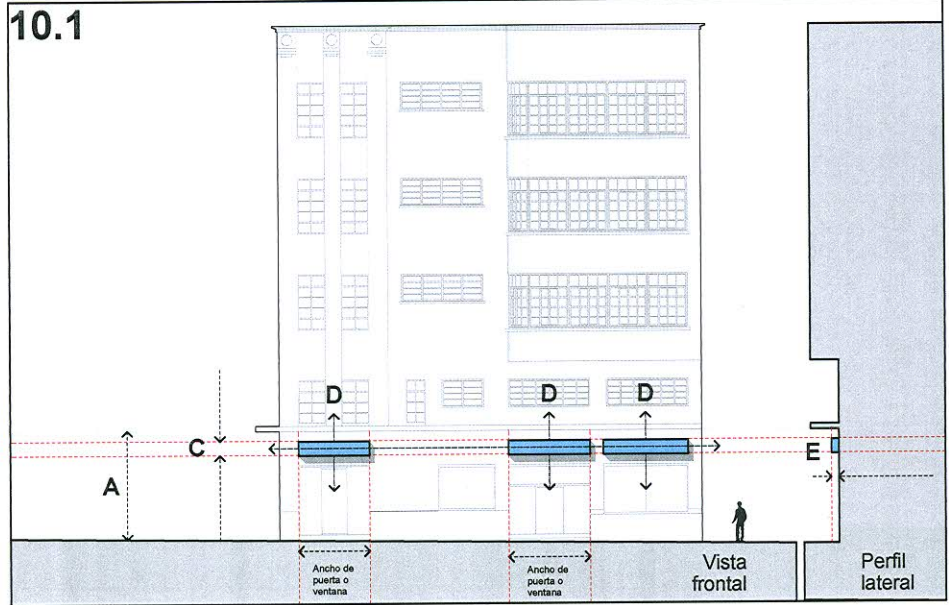 10.1
D
D
D
C
E
A
Ancho de
puerta o
ventana
Ancho de
puerta o
ventana
Vista
frontal
Perfil
lateral